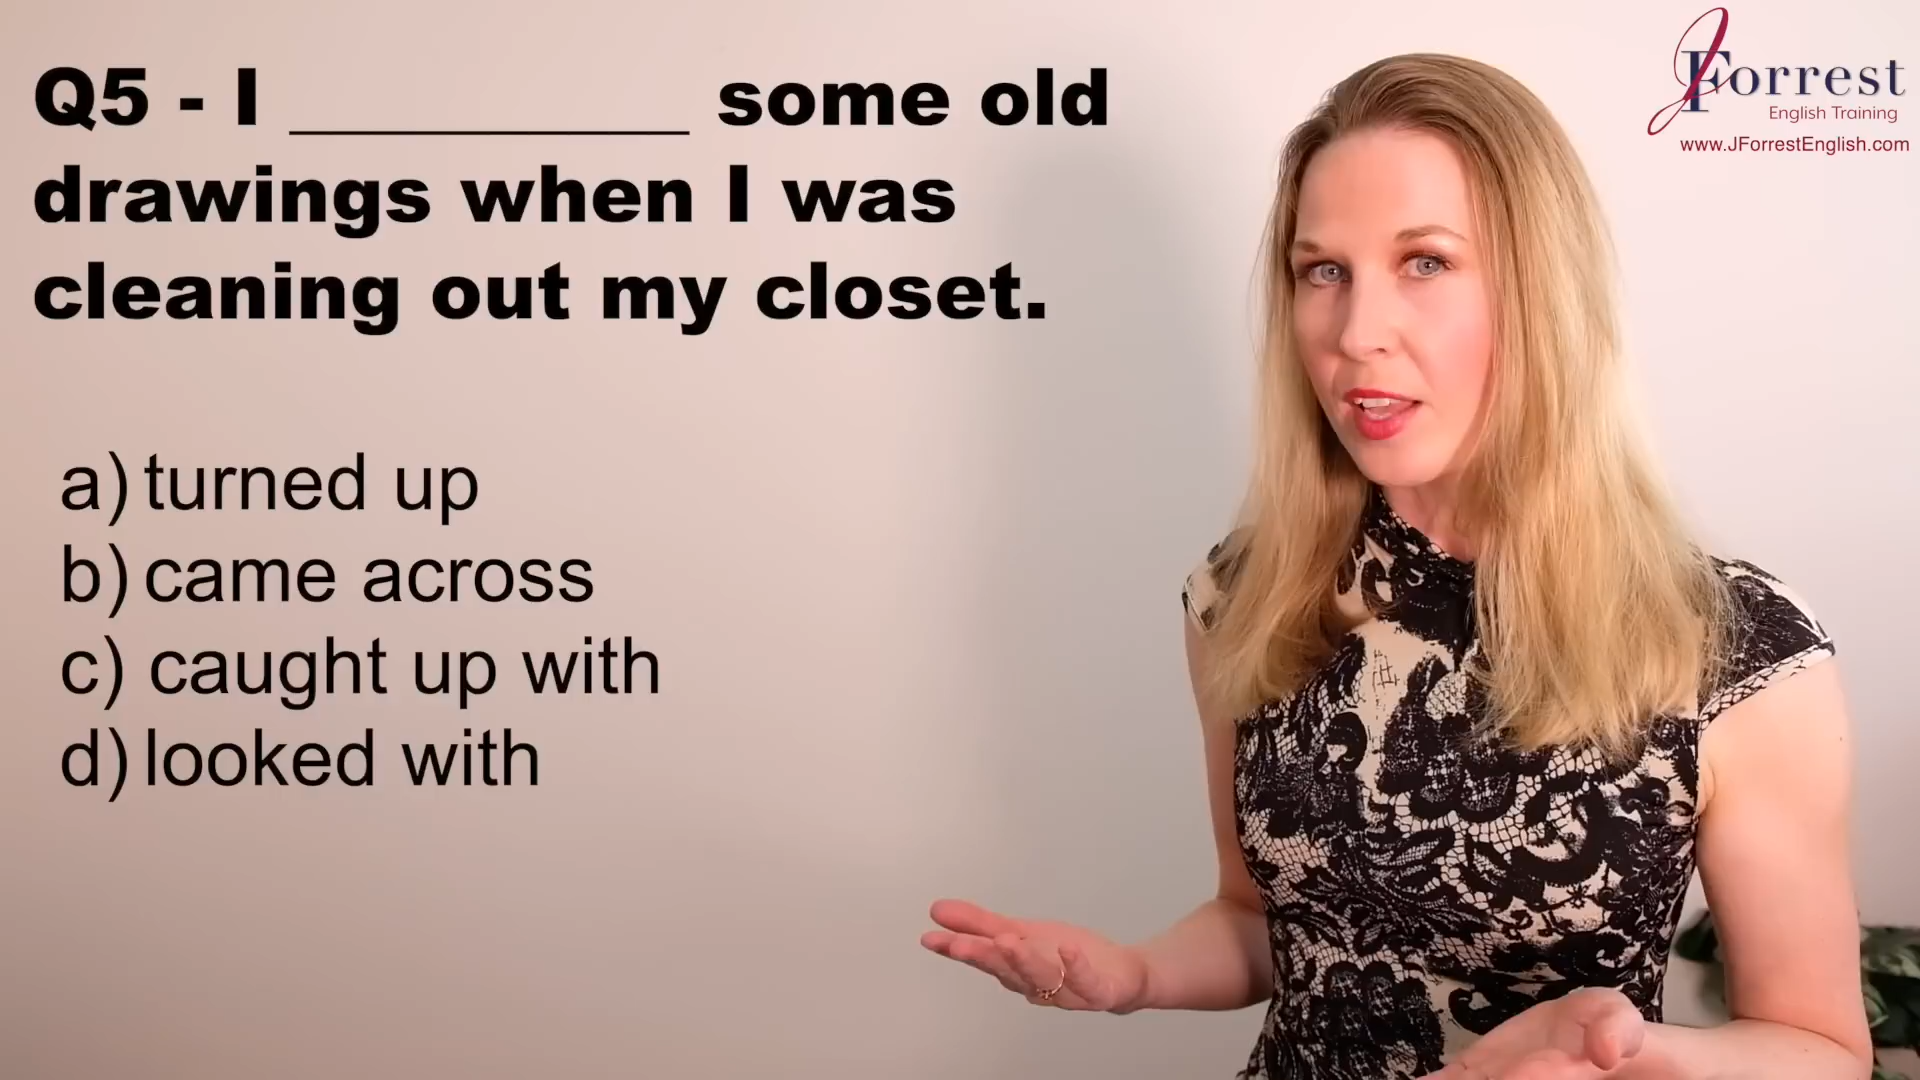 Q5 - I __________ some old
drawings when I was
cleaning out my closet.
a) turned up
b) came across
c) caught up with
d) looked with
JForrest
English Training
www.JForrestEnglish.com